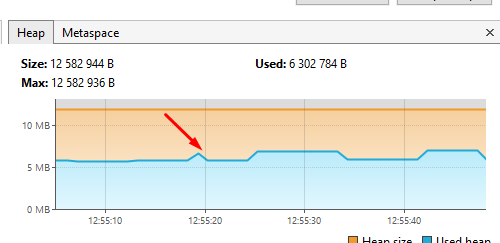 Heap Metaspace ×
Size: 12 582 944 B Used: 6 302 784 B
Max: 12 582 936 B
10 MB
5 MB
0 MB
12:55:10 12:55:20 12:55:30 12:55:40
Heap size Used heap